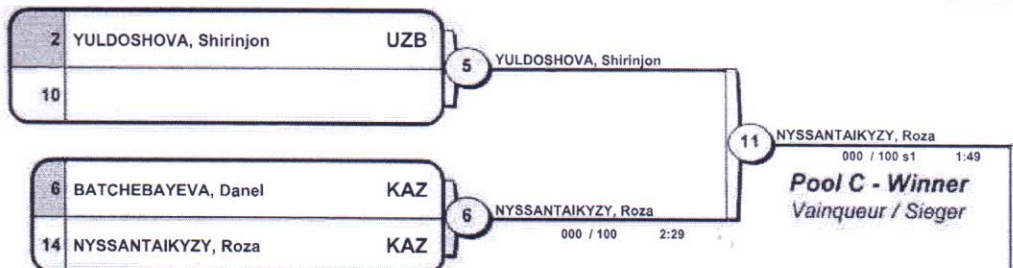 2 YULDOSHOVA, Shirinjon UZB
10
5 YULDOSHOVA, Shirinjon
6 BATCHEBAYEVA, Danel KAZ
14 NYSSANTAIKYZY, Roza KAZ
6 NYSSANTAIKYZY, Roza
000 / 100 2:29
11 NYSSANTAIKYZY, Roza
000 / 100 s1 1:49
Pool C - Winner
Vainqueur / Sieger